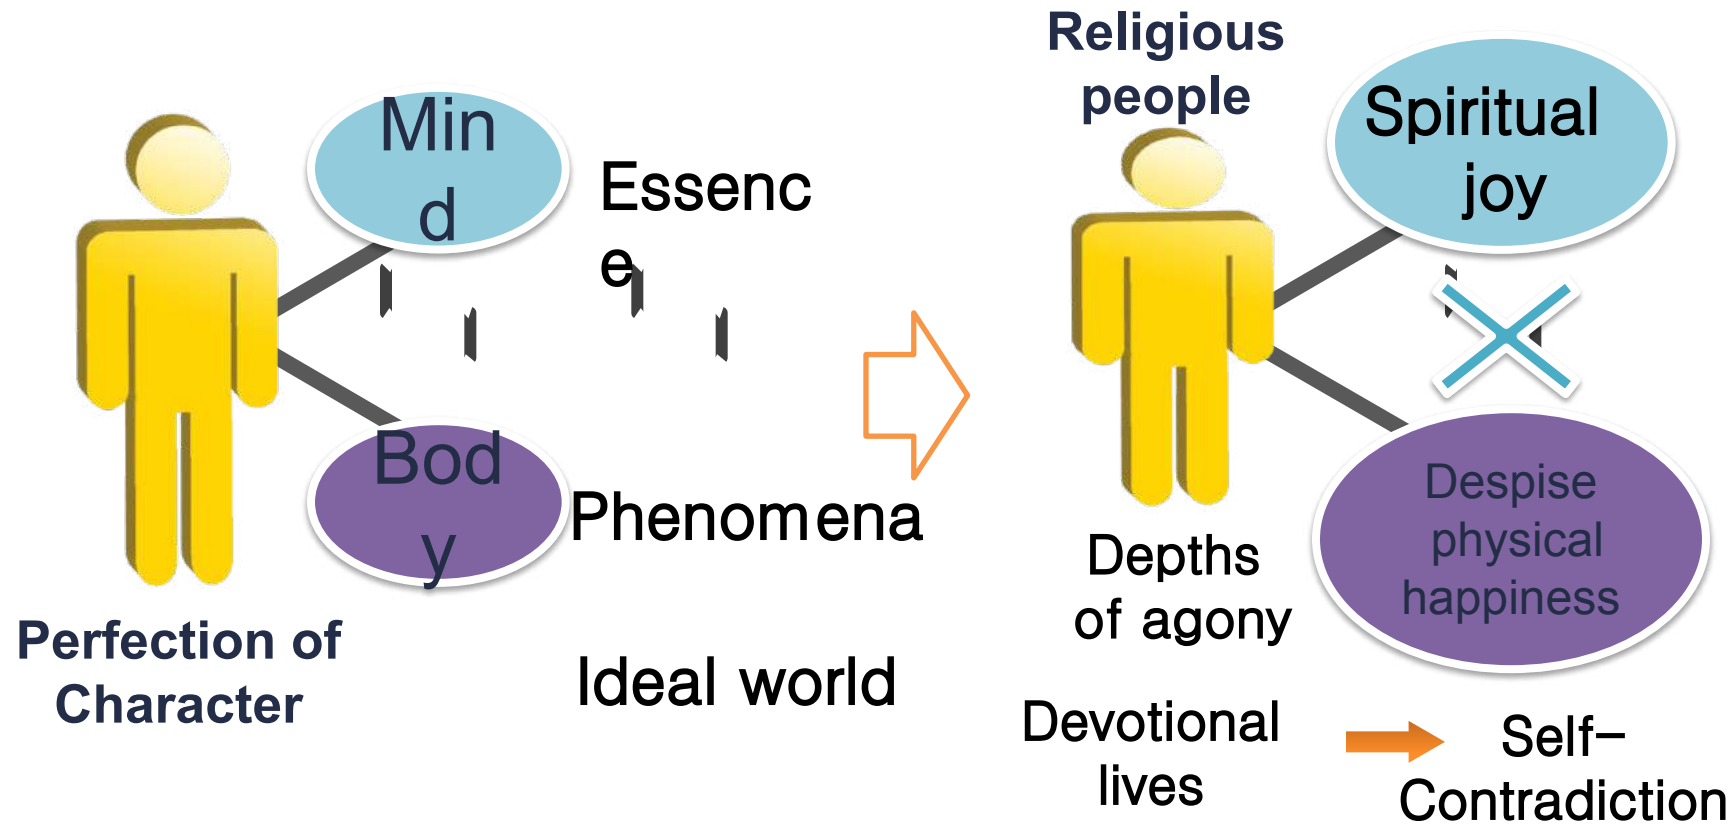 Min
d
Essenc
e
Bod
y
Phenomena
Perfection of
Character
Ideal world
Religious
people
Spiritual
joy
Despise
physical
happiness
Depths
of agony
Devotional
lives
Self-
Contradiction